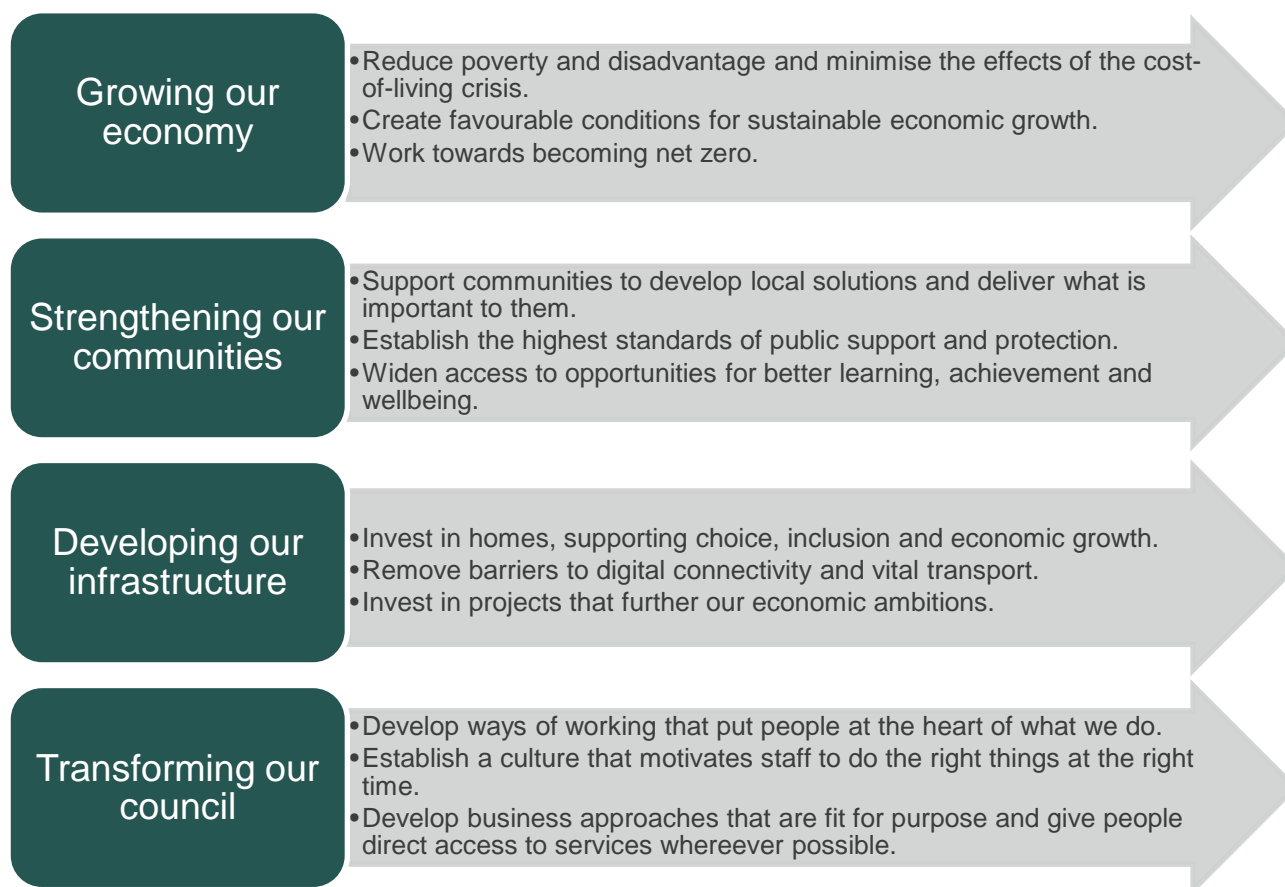 Growing our
economy
•Reduce poverty and disadvantage and minimise the effects of the cost-
of-living crisis.
•Create favourable conditions for sustainable economic growth.
•Work towards becoming net zero.
Strengthening our
communities
•Support communities to develop local solutions and deliver what is
important to them.
•Establish the highest standards of public support and protection.
•Widen access to opportunities for better learning, achievement and
wellbeing.
Developing our
infrastructure
•Invest in homes, supporting choice, inclusion and economic growth.
•Remove barriers to digital connectivity and vital transport.
•Invest in projects that further our economic ambitions.
Transforming our
council
•Develop ways of working that put people at the heart of what we do.
•Establish a culture that motivates staff to do the right things at the right
time.
•Develop business approaches that are fit for purpose and give people
direct access to services whereever possible.